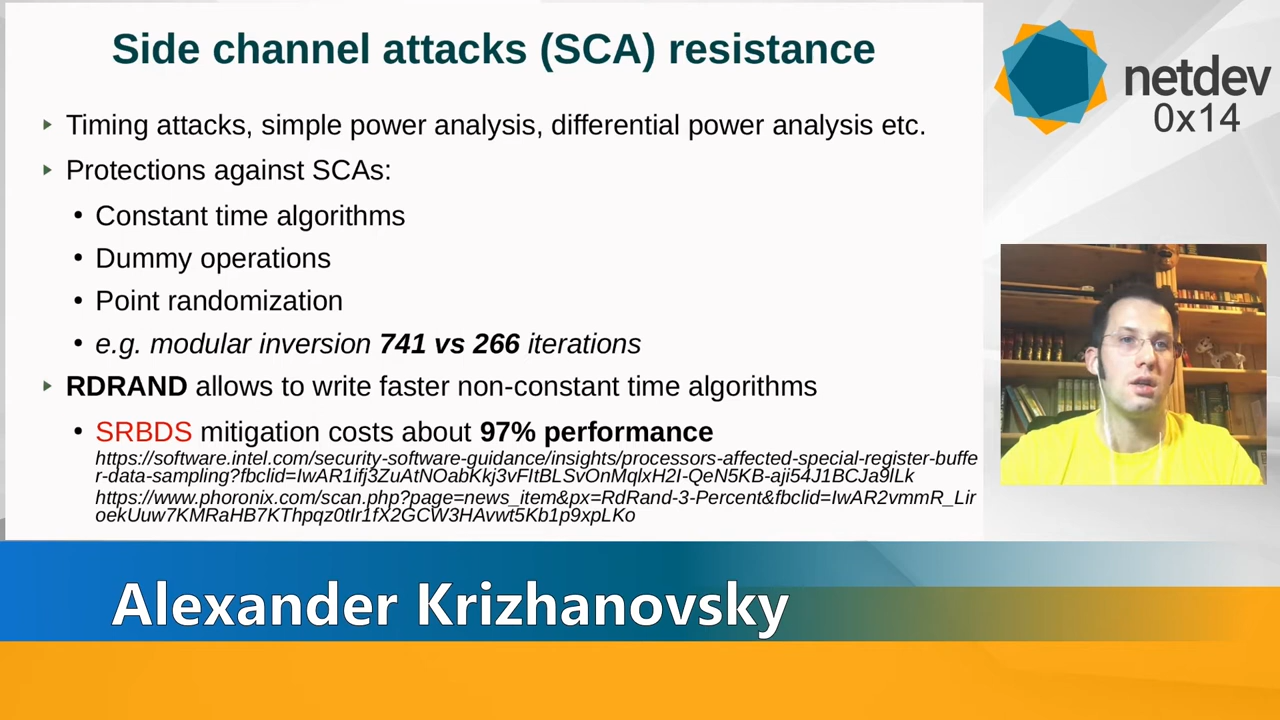 Side channel attacks (SCA) resistance
Timing attacks, simple power analysis, differential power analysis etc.
Protections against SCAs:
Constant time algorithms
Dummy operations
Point randomization
e.g. modular inversion 741 vs 266 iterations
RDRAND allows to write faster non-constant time algorithms
SRBDS mitigation costs about 97% performance
https://software.intel.com/security-software-guidance/insights/processors-affected-special-register-buffe
r-data-sampling?fbclid=IwAR1ifj3ZuAtNOabKkj3vFItBLSvOnMqlxH2I-QeN5KB-aji54J1BCJa9lLk
https://www.phoronix.com/scan.php?page=news_item&px=RdRand-3-Percent&fbclid=IwAR2vmmR_Lir
oekUuw7KMRaHB7KThpqz0tIr1fX2GCW3HAvwt5Kb1p9xpLKo
netdev
0x14
Alexander Krizhanovsky